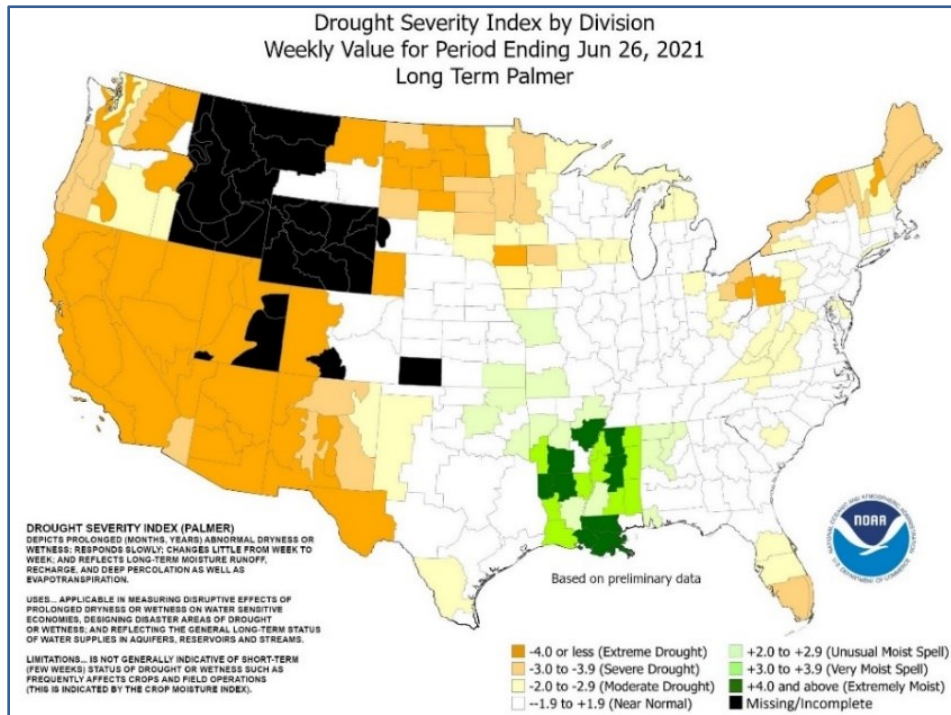 Drought Severity Index by Division
Weekly Value for Period Ending Jun 26, 2021
Long Term Palmer
DROUGHT SEVERITY INDEX (PALMER)
DEPICTS PROLONGED (MONTHS, YEARS) ABNORMAL DRYNESS OR
WETNESS; RESPONDS SLOWLY; CHANGES LITTLE FROM WEEK TO
WEEK; AND REFLECTS LONG-TERM MOISTURE RUNOFF,
RECHARGE, AND DEEP PERCOLATION AS WELL AS
EVAPOTRANSPIRATION.
USES... APPLICABLE IN MEASURING DISRUPTIVE EFFECTS OF
PROLONGED DRYNESS OR WETNESS ON WATER SENSITIVE
ECONOMIES, DESIGNING DISASTER AREAS OF DROUGHT
OR WETNESS; AND REFLECTING THE GENERAL LONG-TERM STATUS
OF WATER SUPPLIES IN AQUIFERS, RESERVOIRS AND STREAMS.
LIMITATIONS... IS NOT GENERALLY INDICATIVE OF SHORT-TERM
(FEW WEEKS) STATUS OF DROUGHT OR WETNESS SUCH AS
FREQUENTLY AFFECTS CROPS AND FIELD OPERATIONS
(THIS IS INDICATED BY THE CROP MOISTURE INDEX).
Based on preliminary data
NATIONAL OCEANIC AND ATMOSPHERIC ADMINISTRATION
NOAA
U.S. DEPARTMENT OF COMMERCE
-4.0 or less (Extreme Drought)
-3.0 to -3.9 (Severe Drought)
-2.0 to -2.9 (Moderate Drought)
--1.9 to +1.9 (Near Normal)
+2.0 to +2.9 (Unusual Moist Spell)
+3.0 to +3.9 (Very Moist Spell)
+4.0 and above (Extremely Moist)
Missing/Incomplete